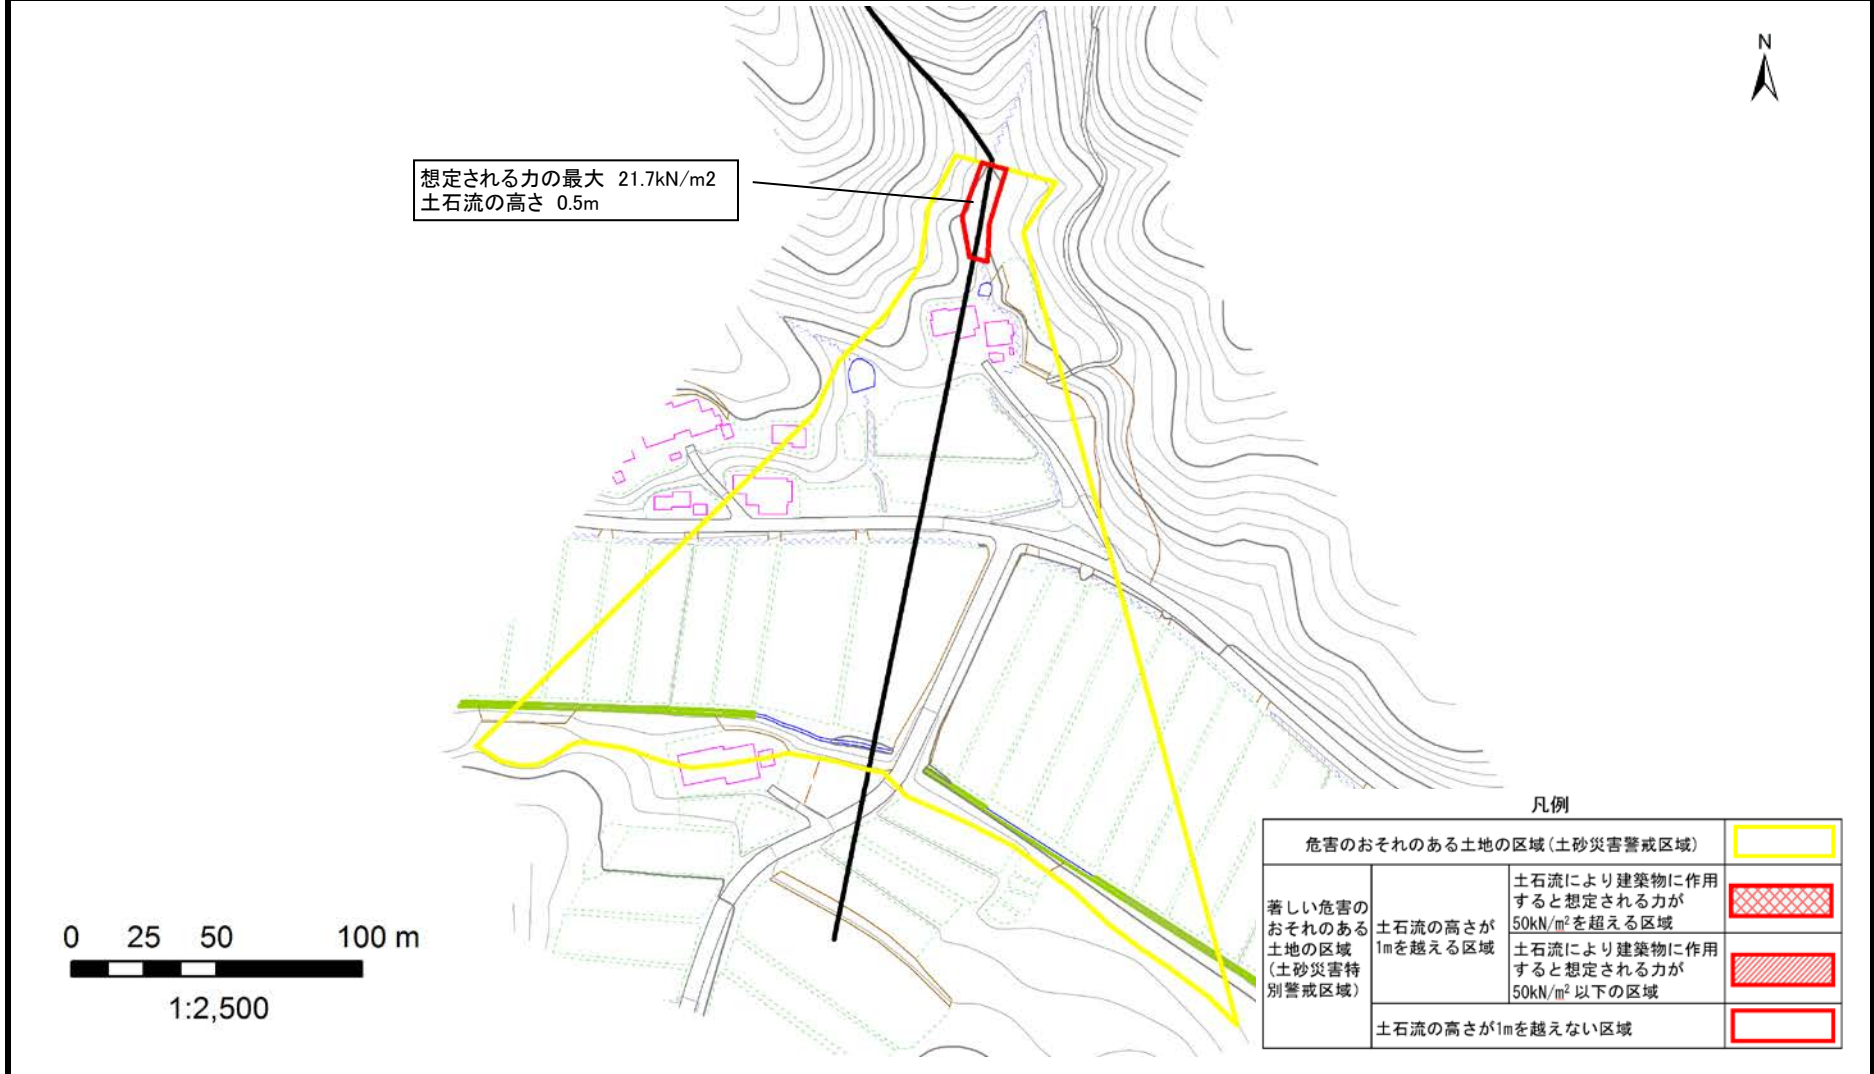 N
想定される力の最大 21.7kN/m2
土石流の高さ 0.5m
0 25 50 100 m
1:2,500
凡例
危害のおそれのある土地の区域(土砂災害警戒区域)
著しい危害の
おそれのある
土地の区域
(土砂災害特
別警戒区域)
土石流の高さが
1mを越える区域
土石流により建築物に作用
すると想定される力が
50kN/㎡を超える区域
土石流により建築物に作用
すると想定される力が
50kN/㎡以下の区域
土石流の高さが1mを越えない区域